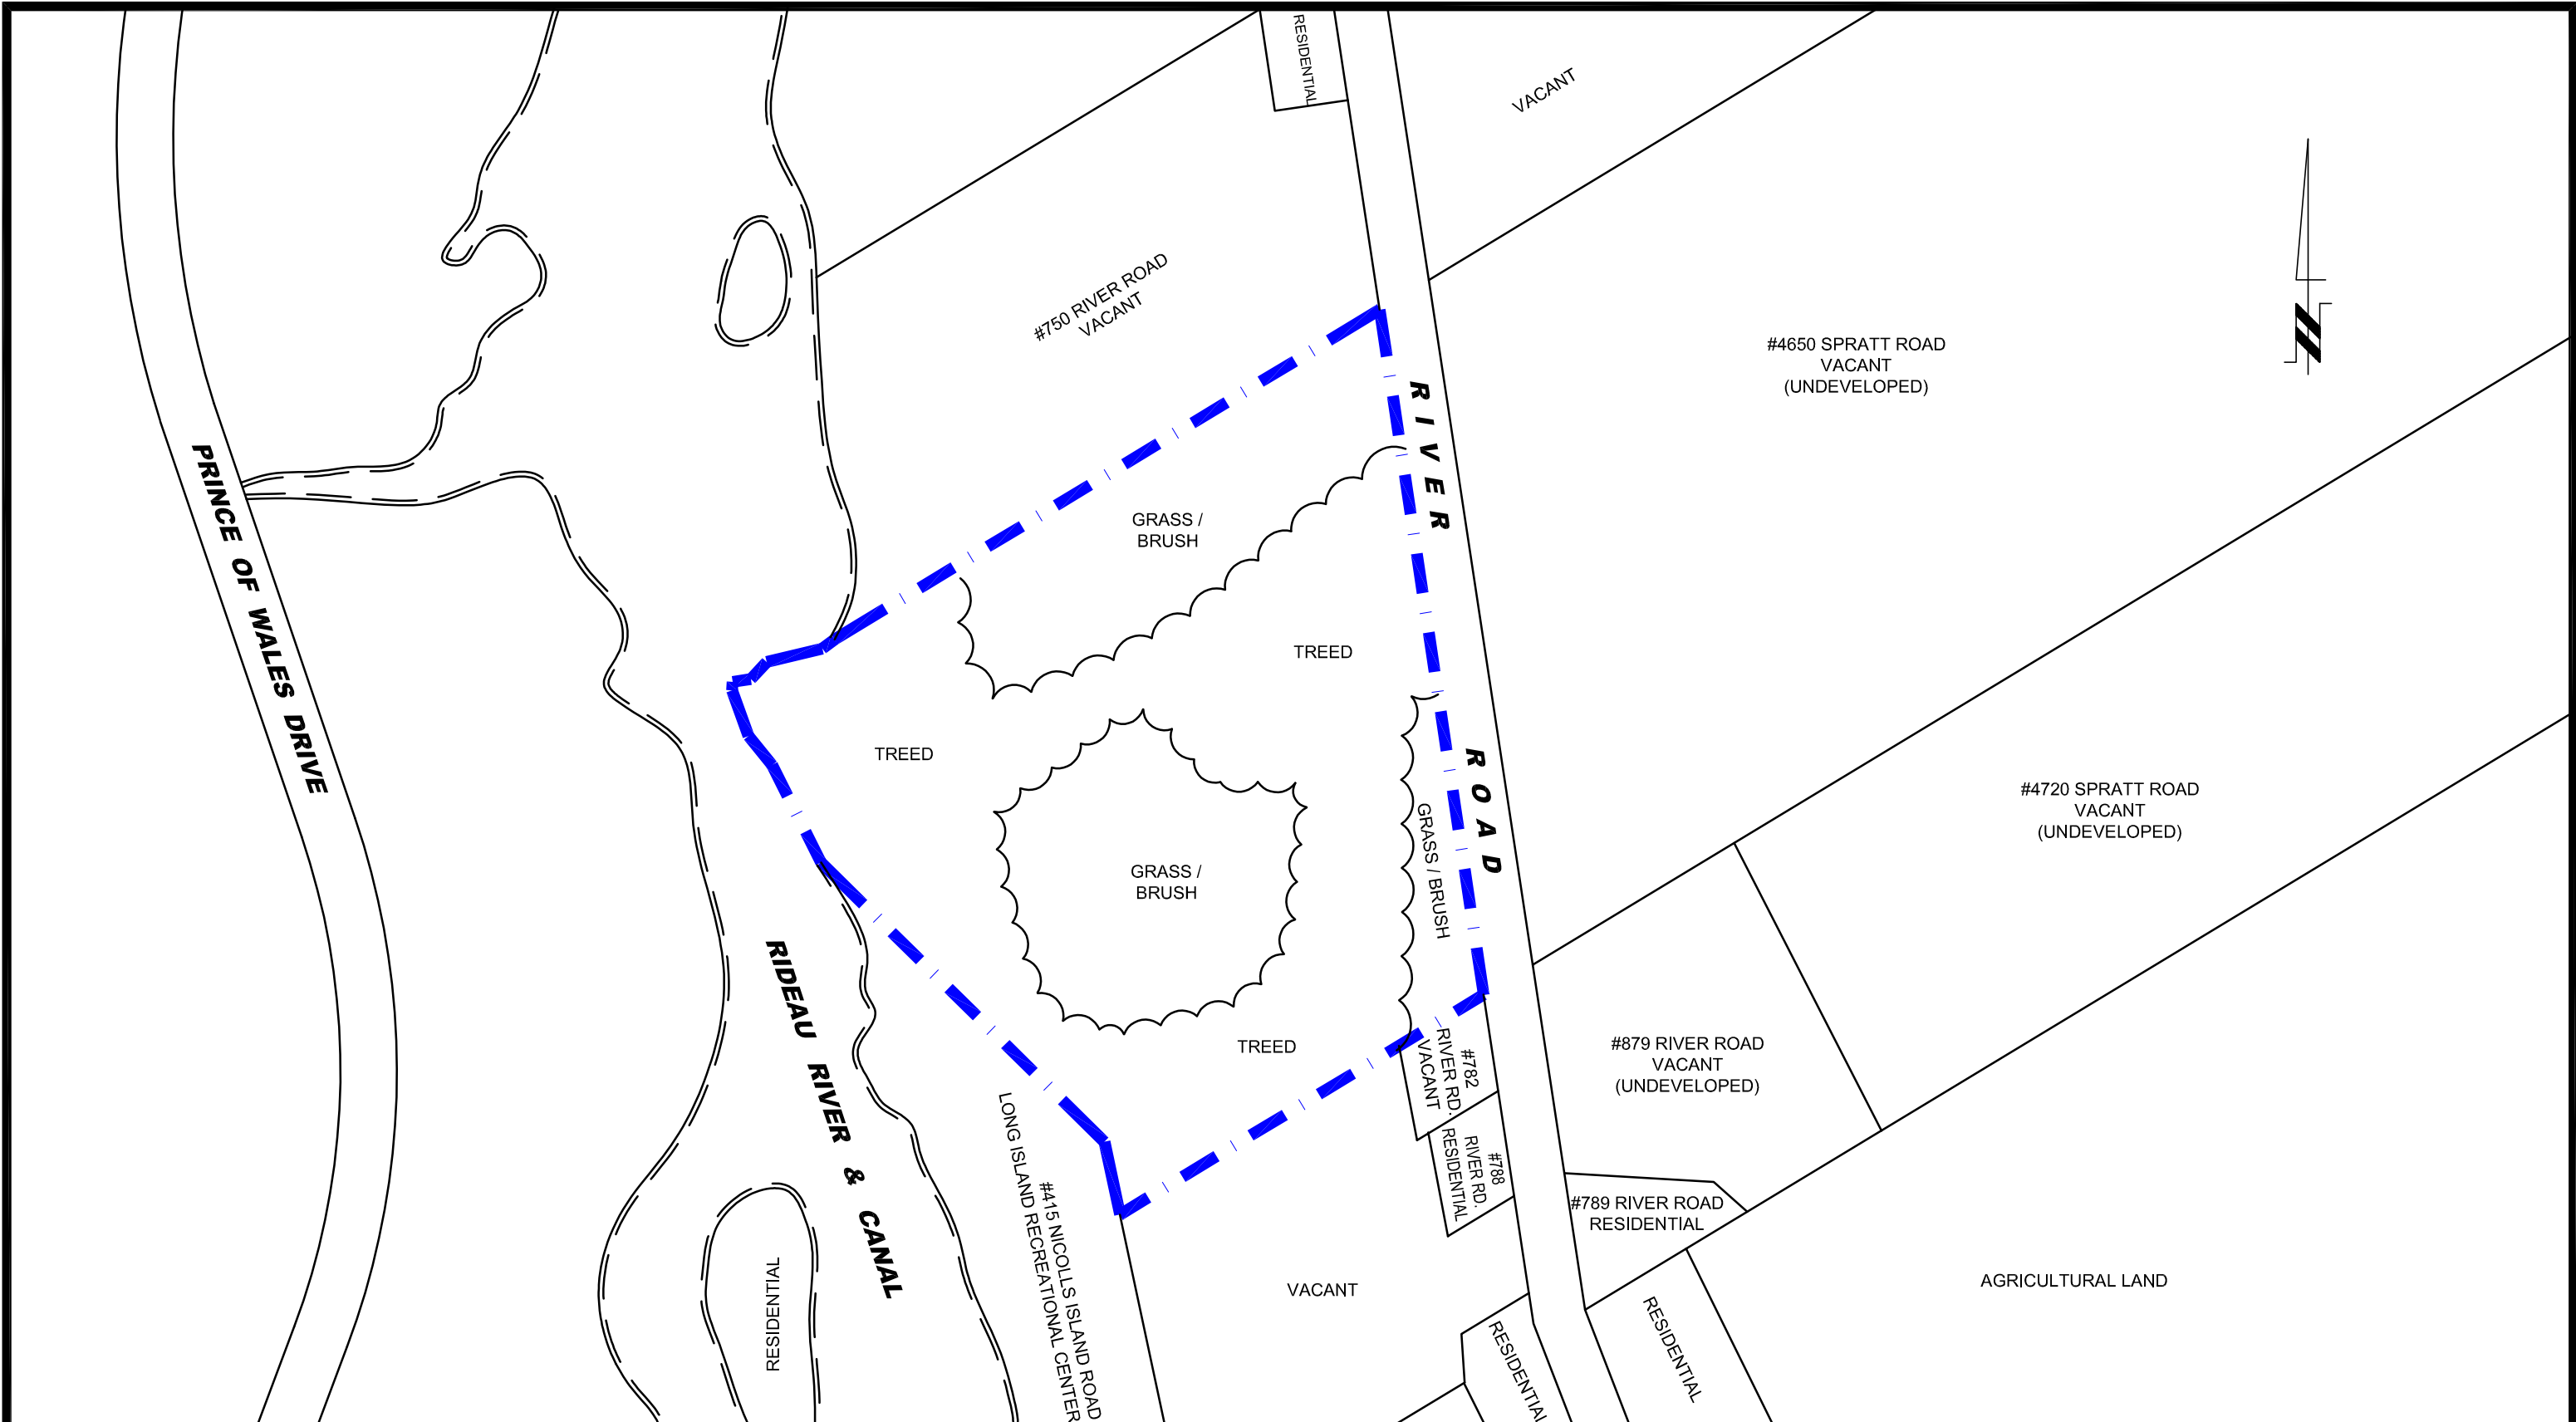 RESIDENTIAL
VACANT
#750 RIVER ROAD
VACANT
#4650 SPRATT ROAD
VACANT
(UNDEVELOPED)
RIVER ROAD
PRINCE OF WALES DRIVE
GRASS /
BRUSH
TREED
TREED
#4720 SPRATT ROAD
VACANT
(UNDEVELOPED)
GRASS / BRUSH
GRASS /
BRUSH
RIDEAU RIVER & CANAL
TREED
#782
RIVER RD.
VACANT
#879 RIVER ROAD
VACANT
(UNDEVELOPED)
#788
RIVER RD.
RESIDENTIAL
#789 RIVER ROAD
RESIDENTIAL
#415 NICOLLS ISLAND ROAD
LONG ISLAND RECREATIONAL CENTER
RESIDENTIAL
VACANT
AGRICULTURAL LAND
RESIDENTIAL
RESIDENTIAL